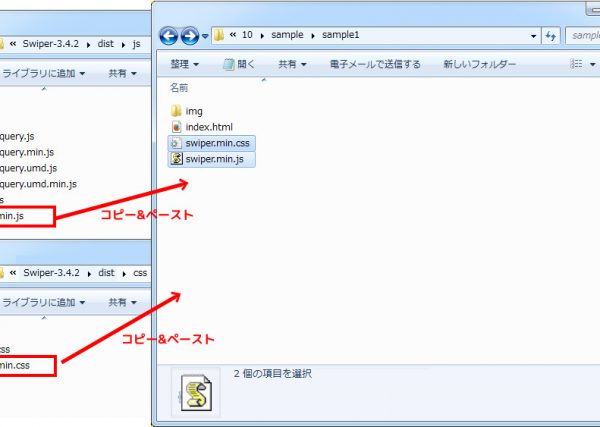 « Swiper-3.4.2 ▸ dist ▸ js
ライブラリに追加 ▼ 共有 ▼
query.js
query.min.js
query.umd.js
query.umd.min.js
s
min.js
コピー&ペースト
« Swiper-3.4.2 ▸ dist ▸ css
ライブラリに追加 ▼ 共有 ▼
ss
min.css
コピー&ペースト
« 10 ▸ sample ▸ sample1
sample
整理 ▼ 開く 共有 ▼ 電子メールで送信する 新しいフォルダー
名前
img
index.html
swiper.min.css
swiper.min.js
2 個の項目を選択